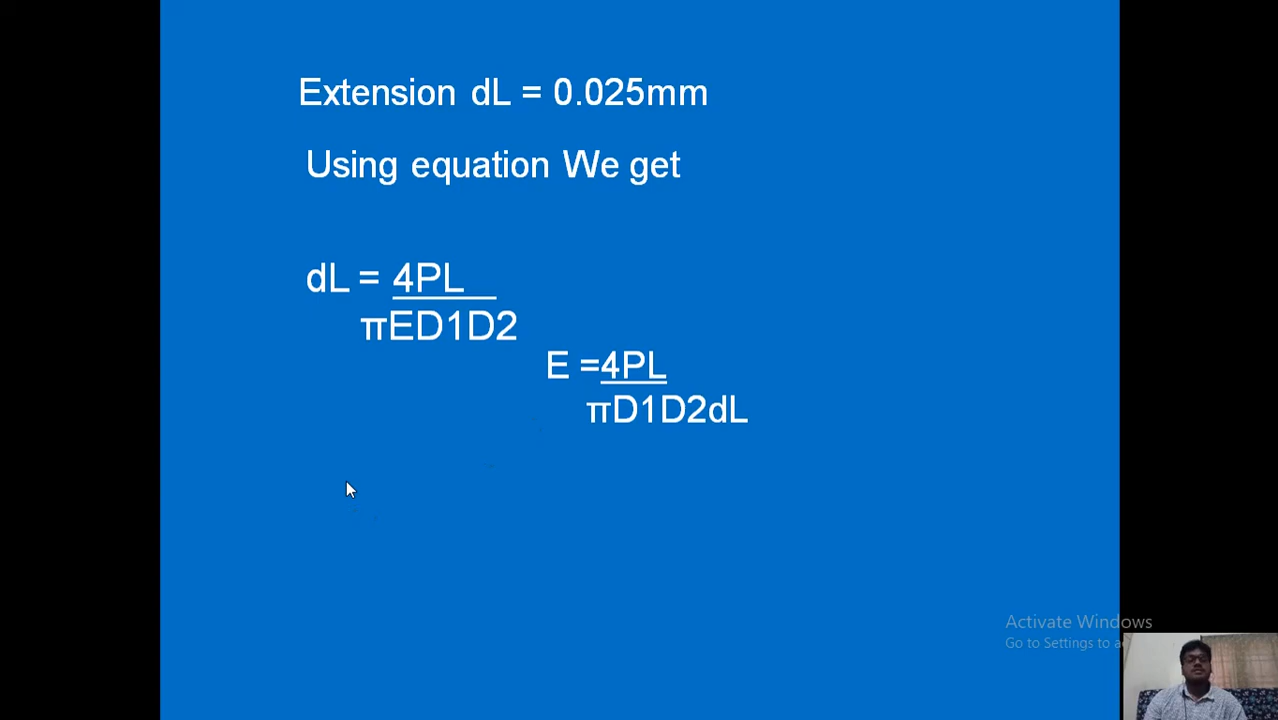 Extension dL = 0.025mm
Using equation We get
dL = 4PL
πED1D2
E =4PL
πD1D2dL
Activate Windows
Go to Settings to